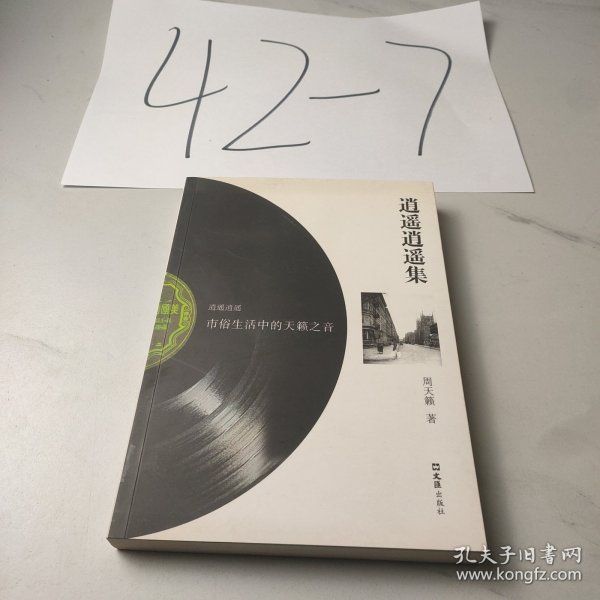 42-7
逍遥逍遥集
逍遥逍遥
市俗生活中的天籁之音
周天籁 著
文匯出版社
孔夫子旧书网
www.kongfz.com